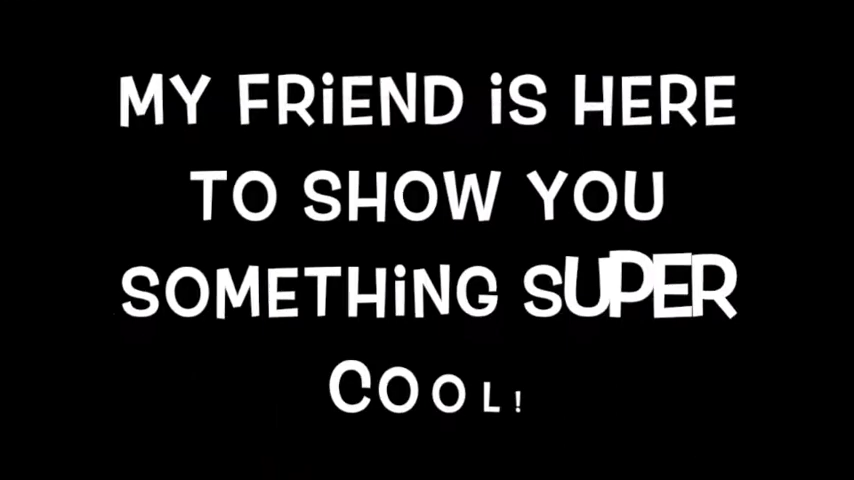 MY FRiEND iS HERE
TO SHOW YOU
SOMETHiNG SUPER
COOL!